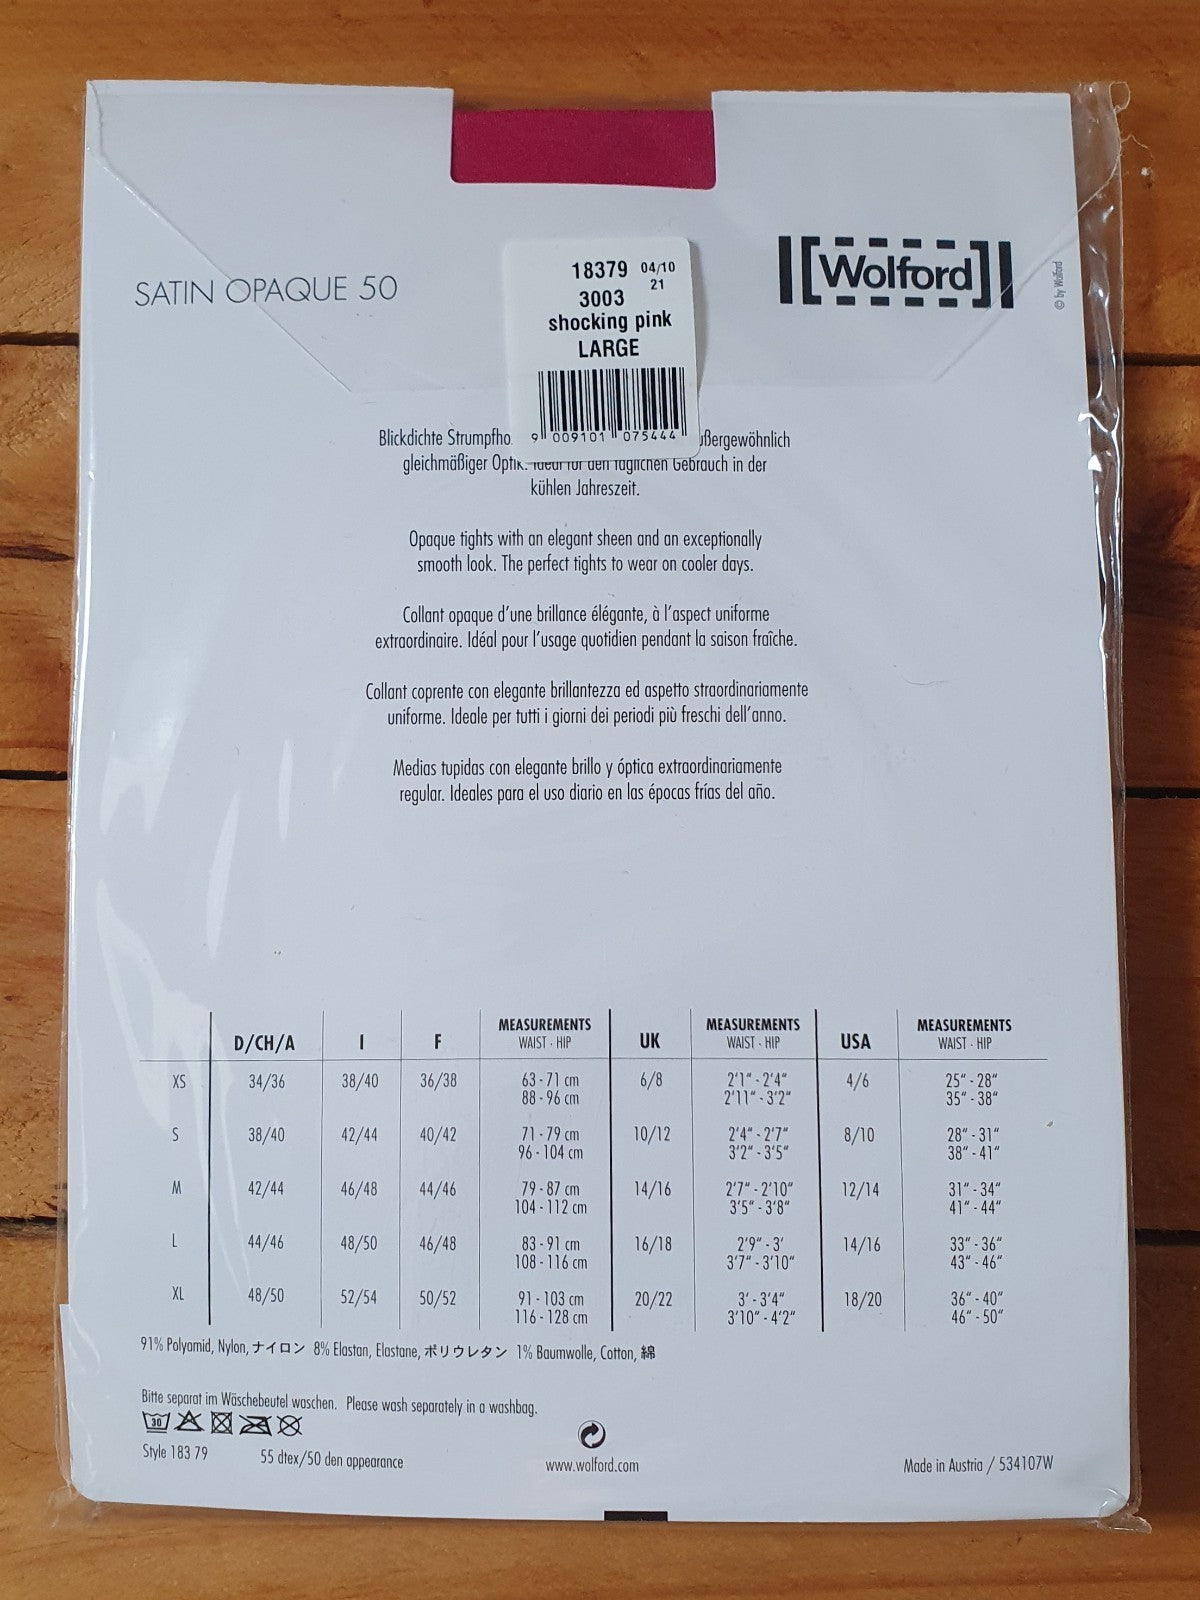 SATIN OPAQUE 50
18379 04/10
21
3003
shocking pink
LARGE
9 009101 075444
[Wolford]
© by Wolford
Blickdichte Strumpfho ußergewöhnlich
gleichmäßiger Optik. Ideal für den täglichen Gebrauch in der
kühlen Jahreszeit.
Opaque tights with an elegant sheen and an exceptionally
smooth look. The perfect tights to wear on cooler days.
Collant opaque d'une brillance élégante, à l'aspect uniforme
extraordinaire. Idéal pour l'usage quotidien pendant la saison fraîche.
Collant coprente con elegante brillantezza ed aspetto straordinariamente
uniforme. Ideale per tutti i giorni dei periodi più freschi dell'anno.
Medias tupidas con elegante brillo y óptica extraordinariamente
regular. Ideales para el uso diario en las épocas frías del año.
D/CH/A I F MEASUREMENTS WAIST · HIP UK MEASUREMENTS WAIST · HIP USA MEASUREMENTS WAIST · HIP
XS 34/36 38/40 36/38 63 - 71 cm 6/8 2'1" - 2'4" 4/6 25" - 28"
88 - 96 cm 2'11" - 3'2" 35" - 38"
S 38/40 42/44 40/42 71 - 79 cm 10/12 2'4" - 2'7" 8/10 28" - 31"
96 - 104 cm 3'2" - 3'5" 38" - 41"
M 42/44 46/48 44/46 79 - 87 cm 14/16 2'7" - 2'10" 12/14 31" - 34"
104 - 112 cm 3'5" - 3'8" 41" - 44"
L 44/46 48/50 46/48 83 - 91 cm 16/18 2'9" - 3' 14/16 33" - 36"
108 - 116 cm 3'7" - 3'10" 43" - 46"
XL 48/50 52/54 50/52 91 - 103 cm 20/22 3' - 3'4" 18/20 36" - 40"
116 - 128 cm 3'10" - 4'2" 46" - 50"
91% Polyamid, Nylon, ナイロン 8% Elastan, Elastane, ポリウレタン 1% Baumwolle, Cotton, 綿
Bitte separat im Wäschebeutel waschen. Please wash separately in a washbag.
30
Style 183 79 55 dtex/50 den appearance
www.wolford.com
Made in Austria / 534107W